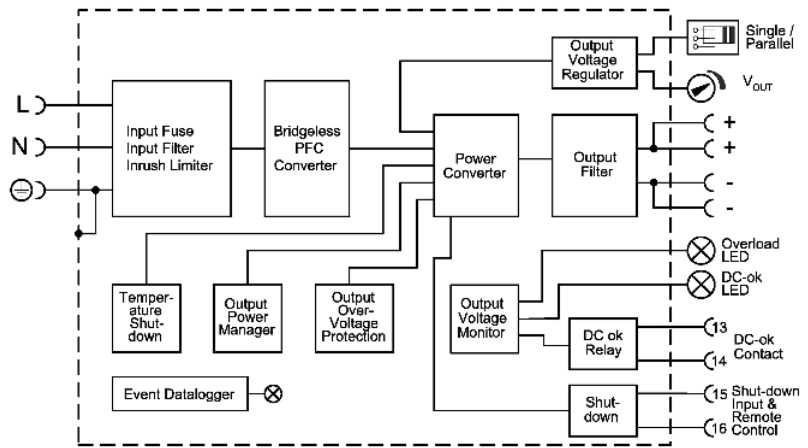 Output
Voltage
Regulator
Single /
Parallel
VOUT
L
N
Input Fuse
Input Filter
Inrush Limiter
Bridgeless
PFC
Converter
Power
Converter
Output
Filter
+
+
-
-
Temper-
ature
Shut-
down
Output
Power
Manager
Output
Over-
Voltage
Protection
Output
Voltage
Monitor
Overload
LED
DC-ok
LED
DC ok
Relay
13
14
DC-ok
Contact
Event Datalogger
Shut-
down
15
16
Shut-down
Input &
Remote
Control